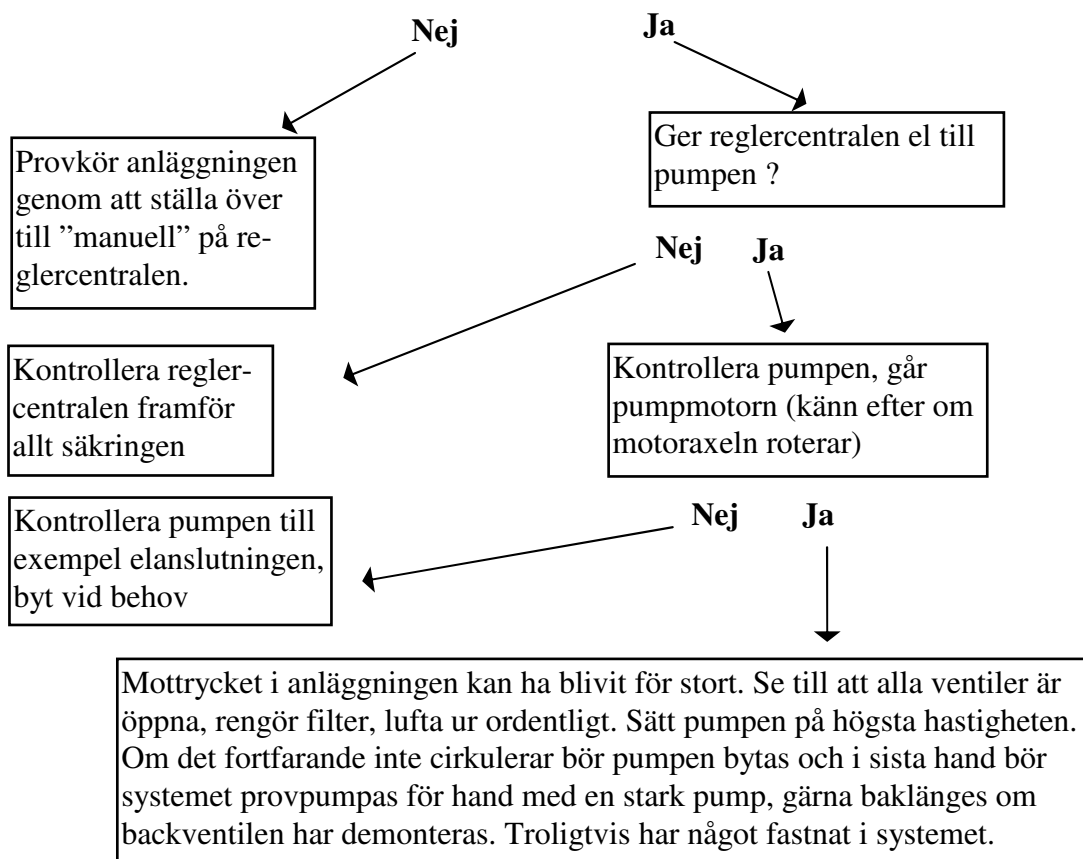 Nej Ja
Provkör anläggningen
genom att ställa över
till ”manuell” på re-
glercentralen.
Ger reglercentralen el till
pumpen ?
Nej Ja
Kontrollera regler-
centralen framför
allt säkringen
Kontrollera pumpen, går
pumpmotorn (känn efter om
motoraxeln roterar)
Nej Ja
Kontrollera pumpen till
exempel elanslutningen,
byt vid behov
Mottrycket i anläggningen kan ha blivit för stort. Se till att alla ventiler är
öppna, rengör filter, lufta ur ordentligt. Sätt pumpen på högsta hastigheten.
Om det fortfarande inte cirkulerar bör pumpen bytas och i sista hand bör
systemet provpumpas för hand med en stark pump, gärna baklänges om
backventilen har demonteras. Troligtvis har något fastnat i systemet.